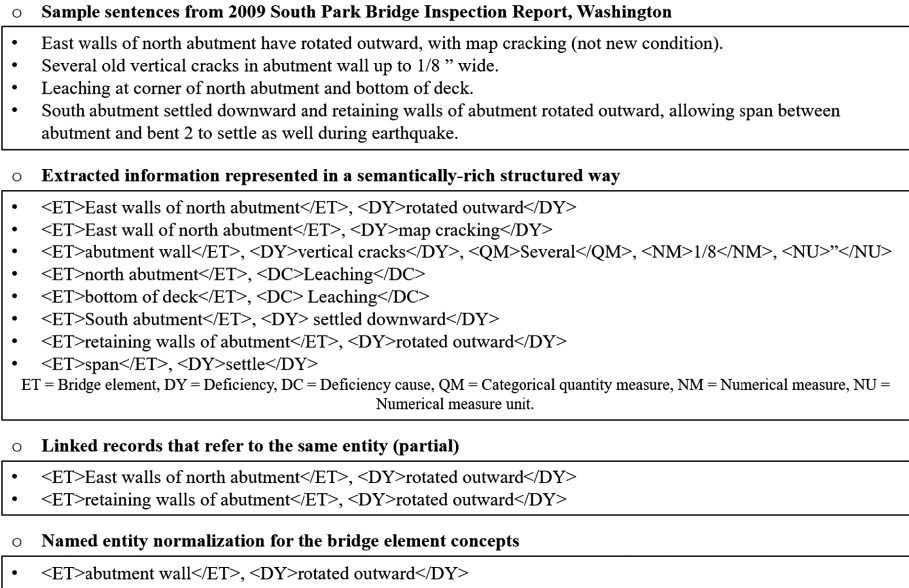 o Sample sentences from 2009 South Park Bridge Inspection Report, Washington
• East walls of north abutment have rotated outward, with map cracking (not new condition).
• Several old vertical cracks in abutment wall up to 1/8 ” wide.
• Leaching at corner of north abutment and bottom of deck.
• South abutment settled downward and retaining walls of abutment rotated outward, allowing span between
abutment and bent 2 to settle as well during earthquake.
o Extracted information represented in a semantically-rich structured way
• <ET>East walls of north abutment</ET>, <DY>rotated outward</DY>
• <ET>East wall of north abutment</ET>, <DY>map cracking</DY>
• <ET>abutment wall</ET>, <DY>vertical cracks</DY>, <QM>Several</QM>, <NM>1/8</NM>, <NU>”</NU>
• <ET>north abutment</ET>, <DC>Leaching</DC>
• <ET>bottom of deck</ET>, <DC> Leaching</DC>
• <ET>South abutment</ET>, <DY> settled downward</DY>
• <ET>retaining walls of abutment</ET>, <DY>rotated outward</DY>
• <ET>span</ET>, <DY>settle</DY>
ET = Bridge element, DY = Deficiency, DC = Deficiency cause, QM = Categorical quantity measure, NM = Numerical measure, NU =
Numerical measure unit.
o Linked records that refer to the same entity (partial)
• <ET>East walls of north abutment</ET>, <DY>rotated outward</DY>
• <ET>retaining walls of abutment</ET>, <DY>rotated outward</DY>
o Named entity normalization for the bridge element concepts
• <ET>abutment wall</ET>, <DY>rotated outward</DY>